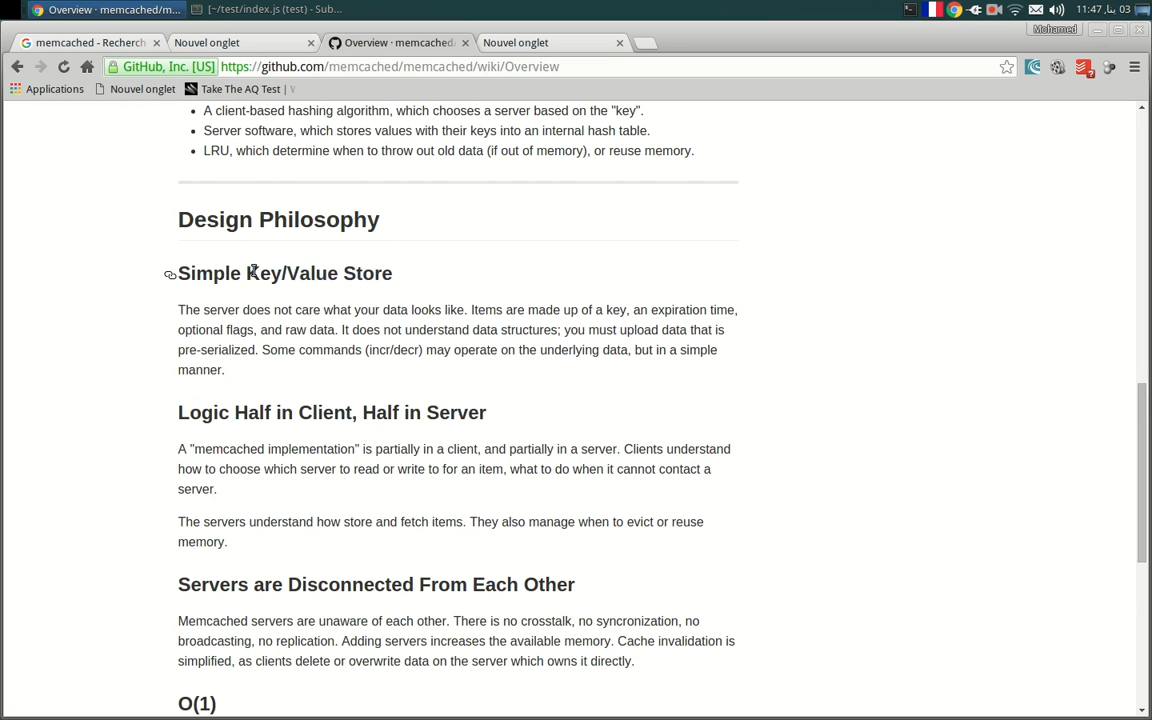 Overview · memcached/m...
[~/test/index.js (test) - Sub...
11:47 ,بنا 03
memcached - Recherch
Nouvel onglet
Overview · memcached
Nouvel onglet
Mohamed
GitHub, Inc. [US]
https://github.com/memcached/memcached/wiki/Overview
Applications
Nouvel onglet
Take The AQ Test |
A client-based hashing algorithm, which chooses a server based on the "key".
Server software, which stores values with their keys into an internal hash table.
LRU, which determine when to throw out old data (if out of memory), or reuse memory.
Design Philosophy
Simple Key/Value Store
The server does not care what your data looks like. Items are made up of a key, an expiration time,
optional flags, and raw data. It does not understand data structures; you must upload data that is
pre-serialized. Some commands (incr/decr) may operate on the underlying data, but in a simple
manner.
Logic Half in Client, Half in Server
A "memcached implementation" is partially in a client, and partially in a server. Clients understand
how to choose which server to read or write to for an item, what to do when it cannot contact a
server.
The servers understand how store and fetch items. They also manage when to evict or reuse
memory.
Servers are Disconnected From Each Other
Memcached servers are unaware of each other. There is no crosstalk, no syncronization, no
broadcasting, no replication. Adding servers increases the available memory. Cache invalidation is
simplified, as clients delete or overwrite data on the server which owns it directly.
O(1)